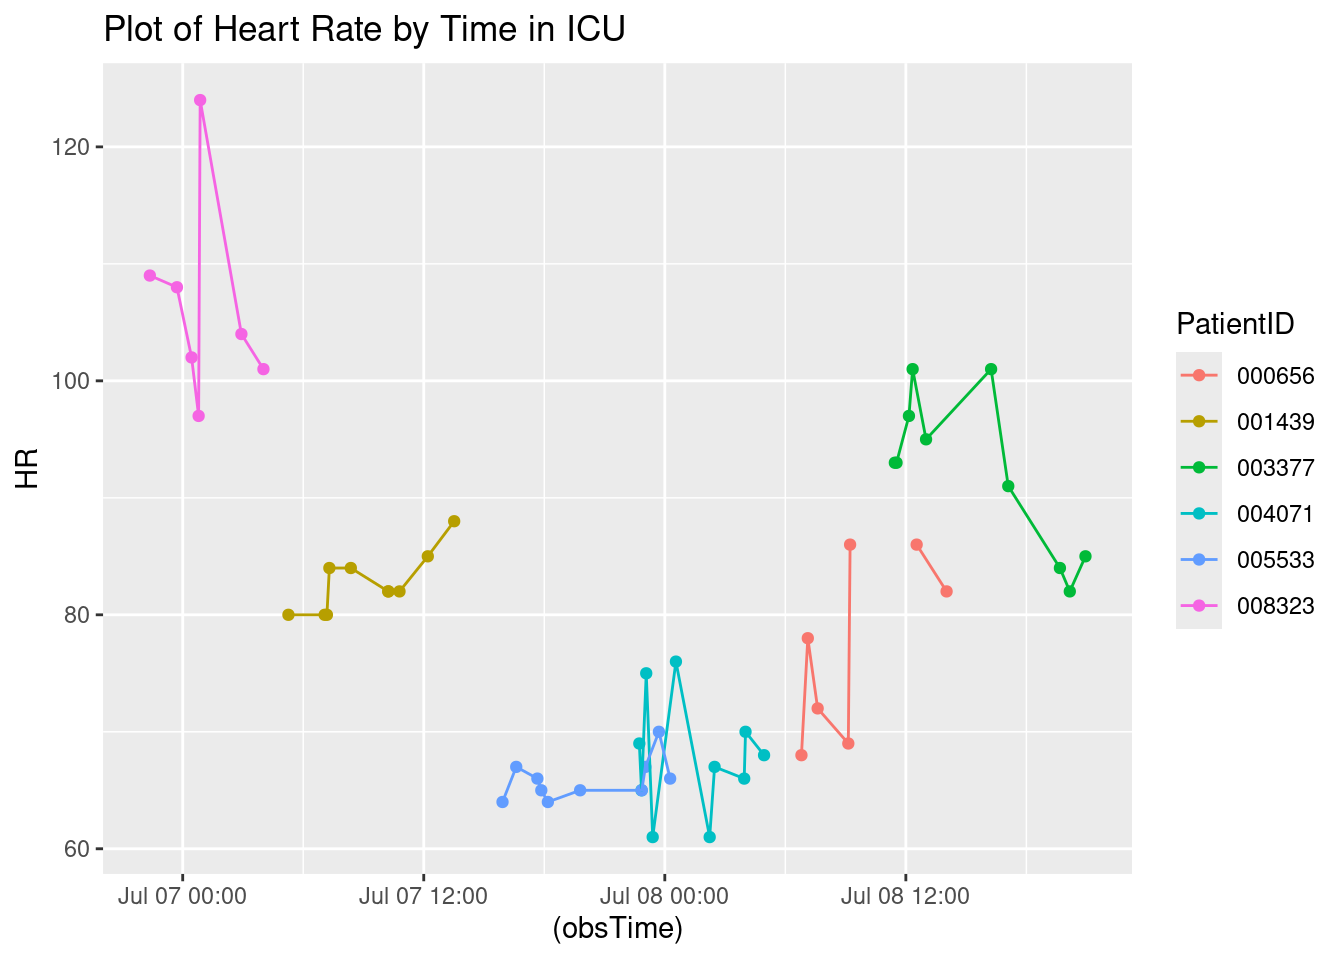 Plot of Heart Rate by Time in ICU
120
100
80
60
HR
Jul 07 00:00 Jul 07 12:00 Jul 08 00:00 Jul 08 12:00
(obsTime)
PatientID
000656
001439
003377
004071
005533
008323